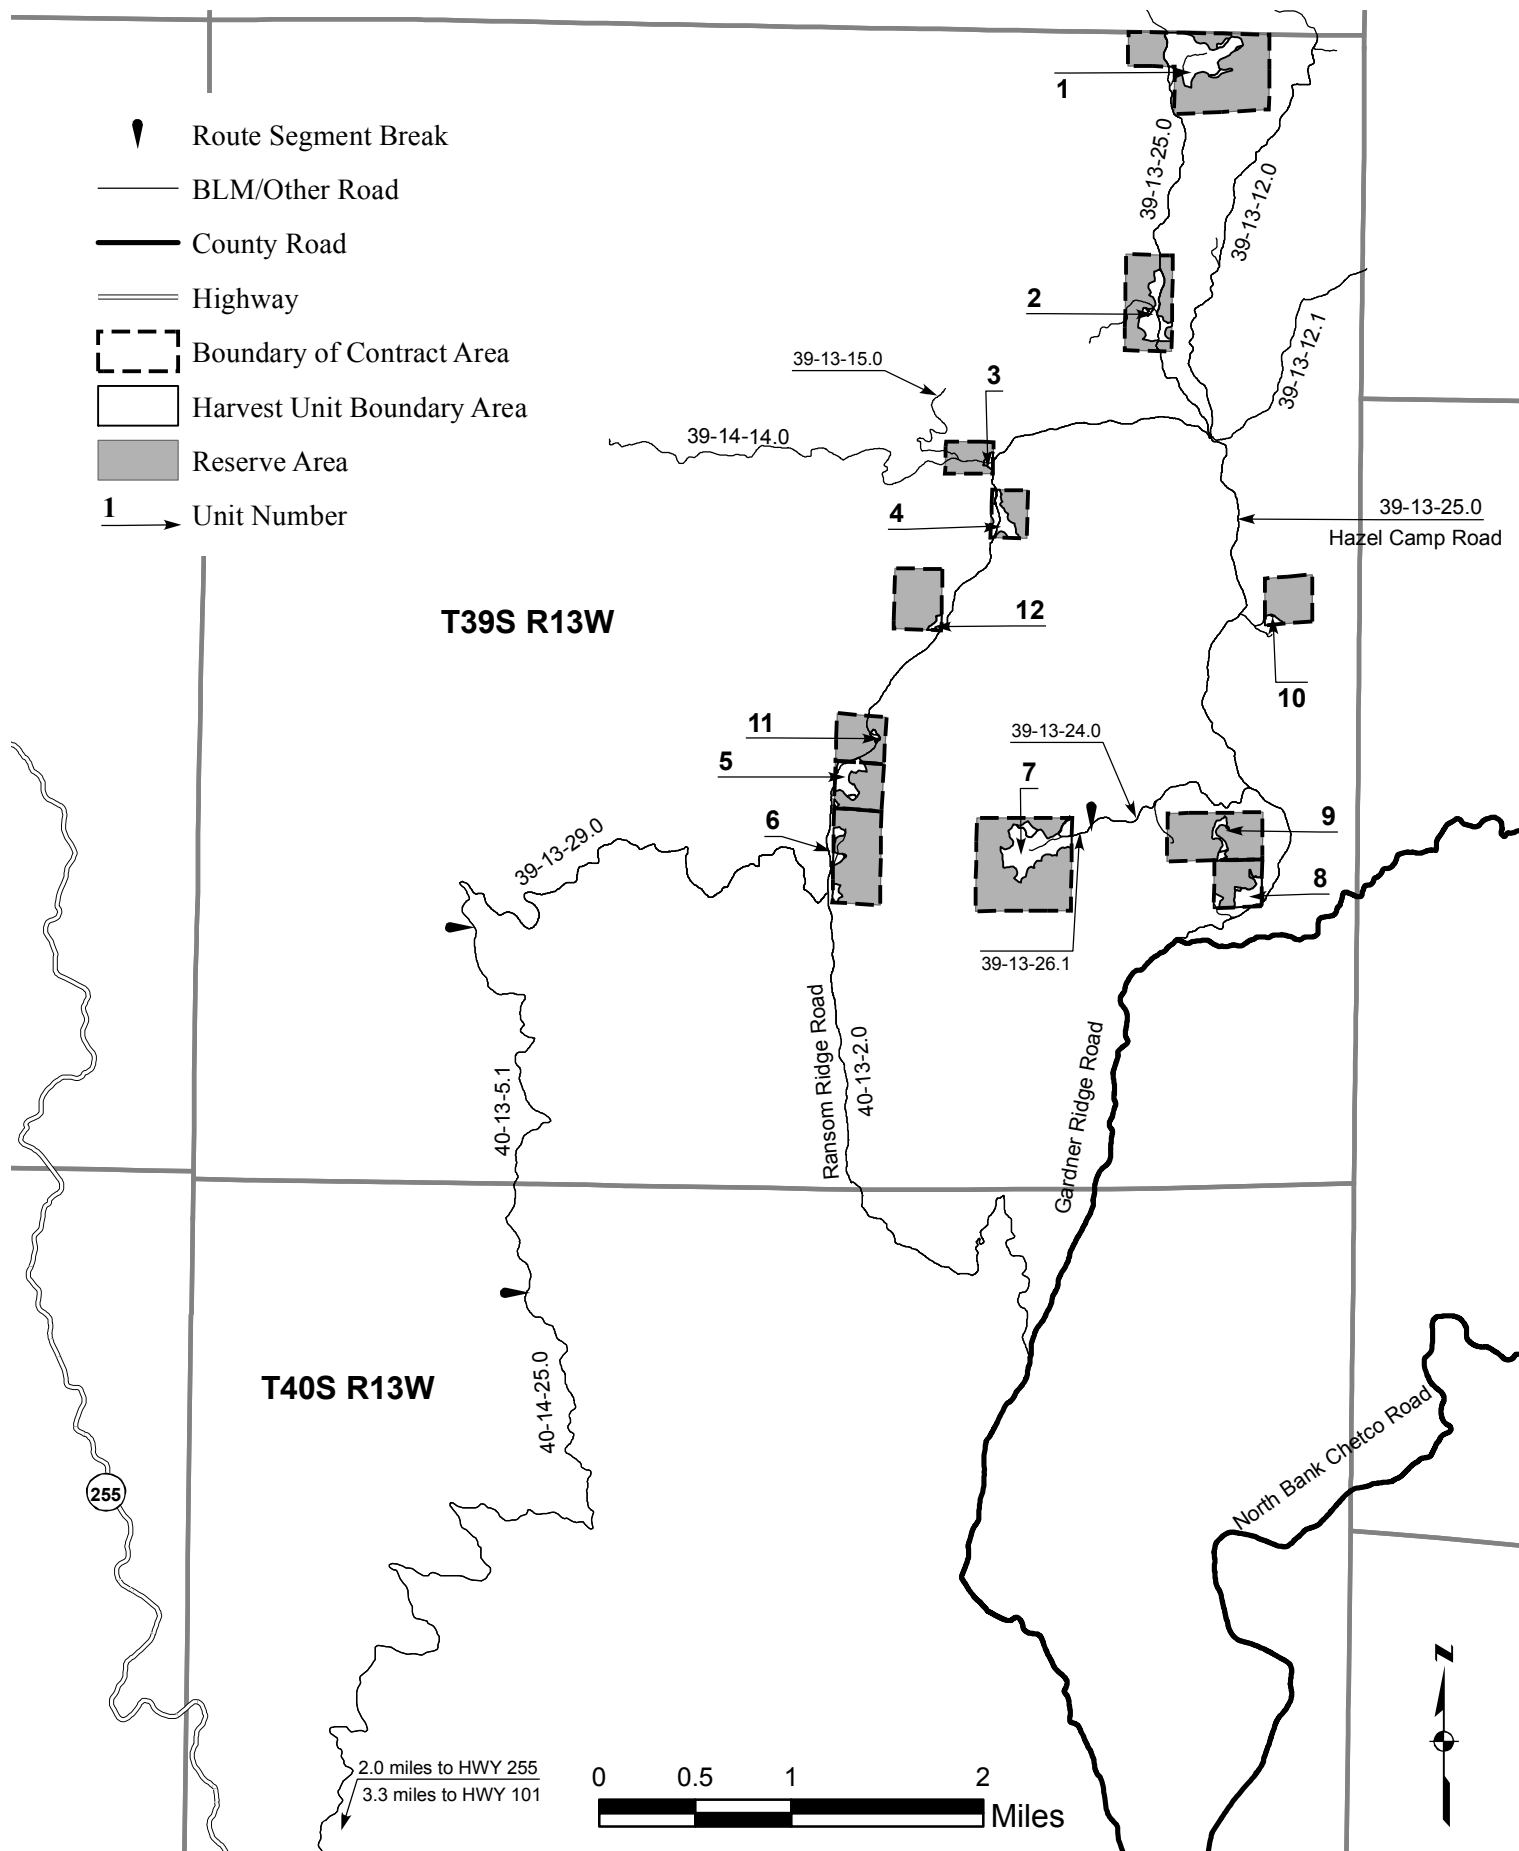 1
39-13-25.0
39-13-12.0
Route Segment Break
BLM/Other Road
County Road
Highway
Boundary of Contract Area
Harvest Unit Boundary Area
Reserve Area
1
Unit Number
2
39-13-12.1
39-13-15.0
3
39-14-14.0
4
39-13-25.0
Hazel Camp Road
T39S R13W
12
10
11
39-13-24.0
5
7
6
9
39-13-29.0
8
39-13-26.1
Ransom Ridge Road
40-13-2.0
Gardner Ridge Road
40-13-5.1
T40S R13W
40-14-25.0
North Bank Chetco Road
255
N
2.0 miles to HWY 255
3.3 miles to HWY 101
0 0.5 1 2
Miles